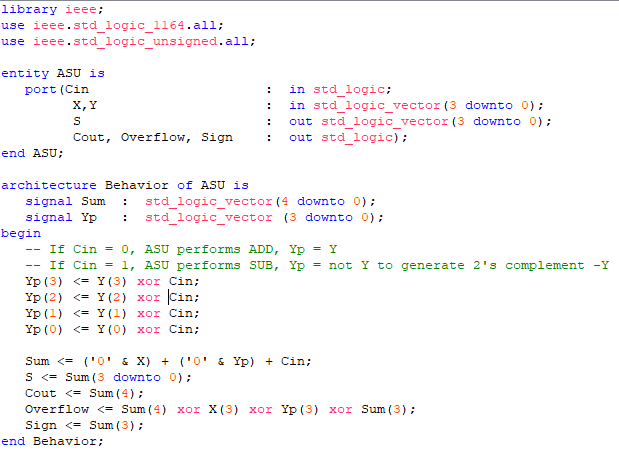 library ieee;
use ieee.std_logic_1164.all;
use ieee.std_logic_unsigned.all;
entity ASU is
port(Cin : in std_logic;
X,Y : in std_logic_vector(3 downto 0);
S : out std_logic_vector(3 downto 0);
Cout, Overflow, Sign : out std_logic);
end ASU;
architecture Behavior of ASU is
signal Sum : std_logic_vector(4 downto 0);
signal Yp : std_logic_vector (3 downto 0);
begin
-- If Cin = 0, ASU performs ADD, Yp = Y
-- If Cin = 1, ASU performs SUB, Yp = not Y to generate 2's complement -Y
Yp(3) <= Y(3) xor Cin;
Yp(2) <= Y(2) xor Cin;
Yp(1) <= Y(1) xor Cin;
Yp(0) <= Y(0) xor Cin;
Sum <= ('0' & X) + ('0' & Yp) + Cin;
S <= Sum(3 downto 0);
Cout <= Sum(4);
Overflow <= Sum(4) xor X(3) xor Yp(3) xor Sum(3);
Sign <= Sum(3);
end Behavior;